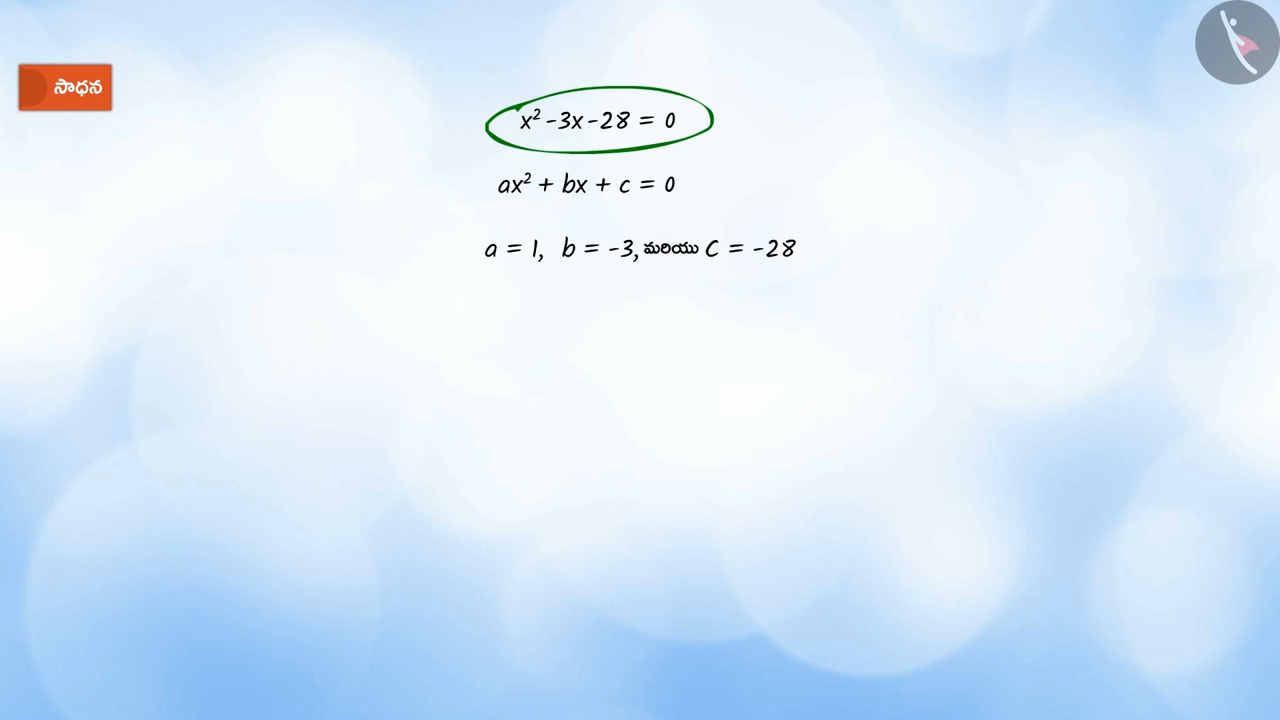 సాధన
x² -3x-28 = 0
ax² + bx + c = 0
a = 1, b = -3, మరియు C = -28